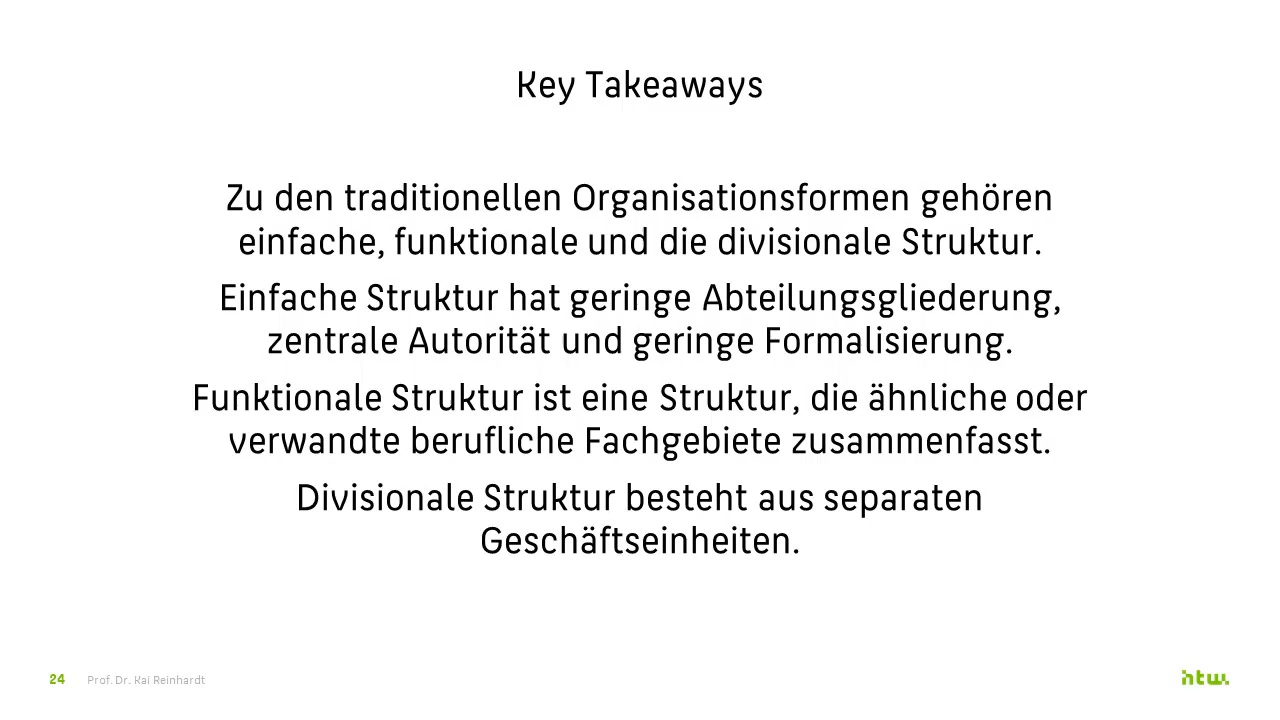 Key Takeaways
Zu den traditionellen Organisationsformen gehören
einfache, funktionale und die divisionale Struktur.
Einfache Struktur hat geringe Abteilungsgliederung,
zentrale Autorität und geringe Formalisierung.
Funktionale Struktur ist eine Struktur, die ähnliche oder
verwandte berufliche Fachgebiete zusammenfasst.
Divisionale Struktur besteht aus separaten
Geschäftseinheiten.
24 Prof. Dr. Kai Reinhardt
htw.